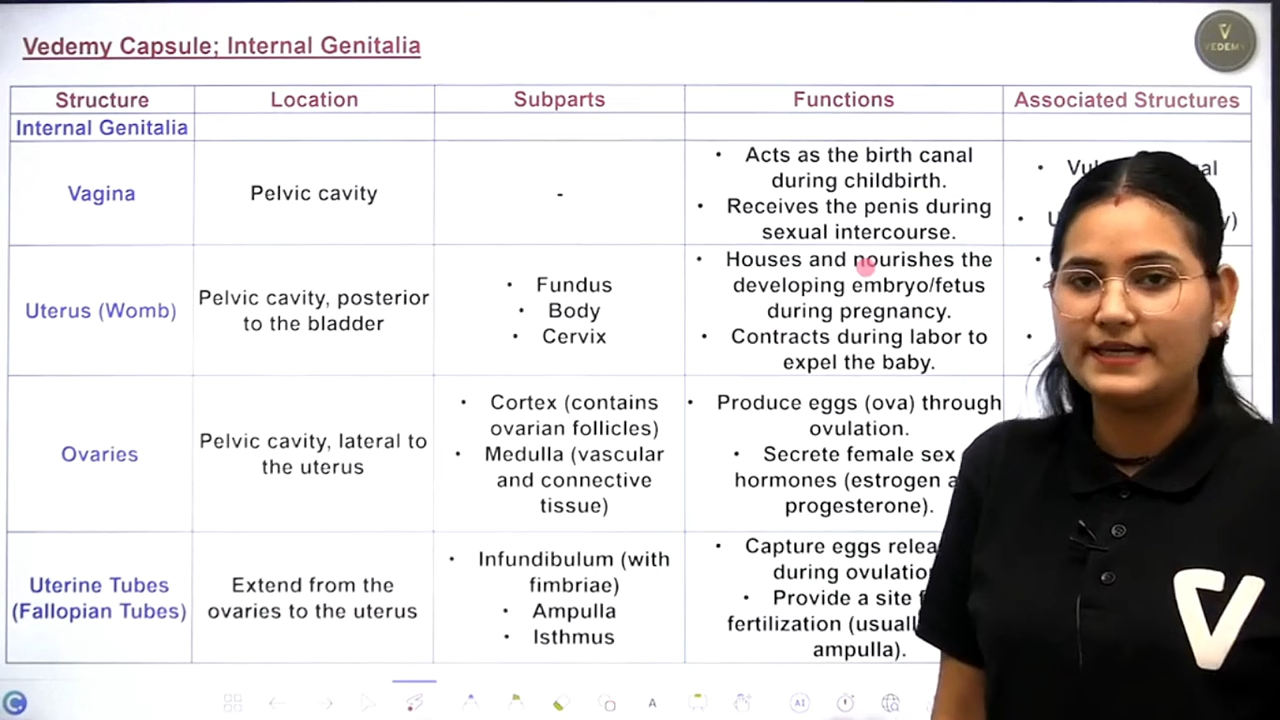 Vedemy Capsule; Internal Genitalia
VEDEMY
Structure
Location
Subparts
Functions
Associated Structures
Internal Genitalia
Vagina
Pelvic cavity
-
• Acts as the birth canal
during childbirth.
• Receives the penis during
sexual intercourse.
Uterus (Womb)
Pelvic cavity, posterior
to the bladder
• Fundus
• Body
• Cervix
• Houses and nourishes the
developing embryo/fetus
during pregnancy.
• Contracts during labor to
expel the baby.
Ovaries
Pelvic cavity, lateral to
the uterus
• Cortex (contains
ovarian follicles)
• Medulla (vascular
and connective
tissue)
• Produce eggs (ova) through
ovulation.
• Secrete female sex
hormones (estrogen
progesterone).
Uterine Tubes
(Fallopian Tubes)
Extend from the
ovaries to the uterus
• Infundibulum (with
fimbriae)
• Ampulla
• Isthmus
• Capture eggs
during
• Provide a site
fertilization
ampulla).
A
AI